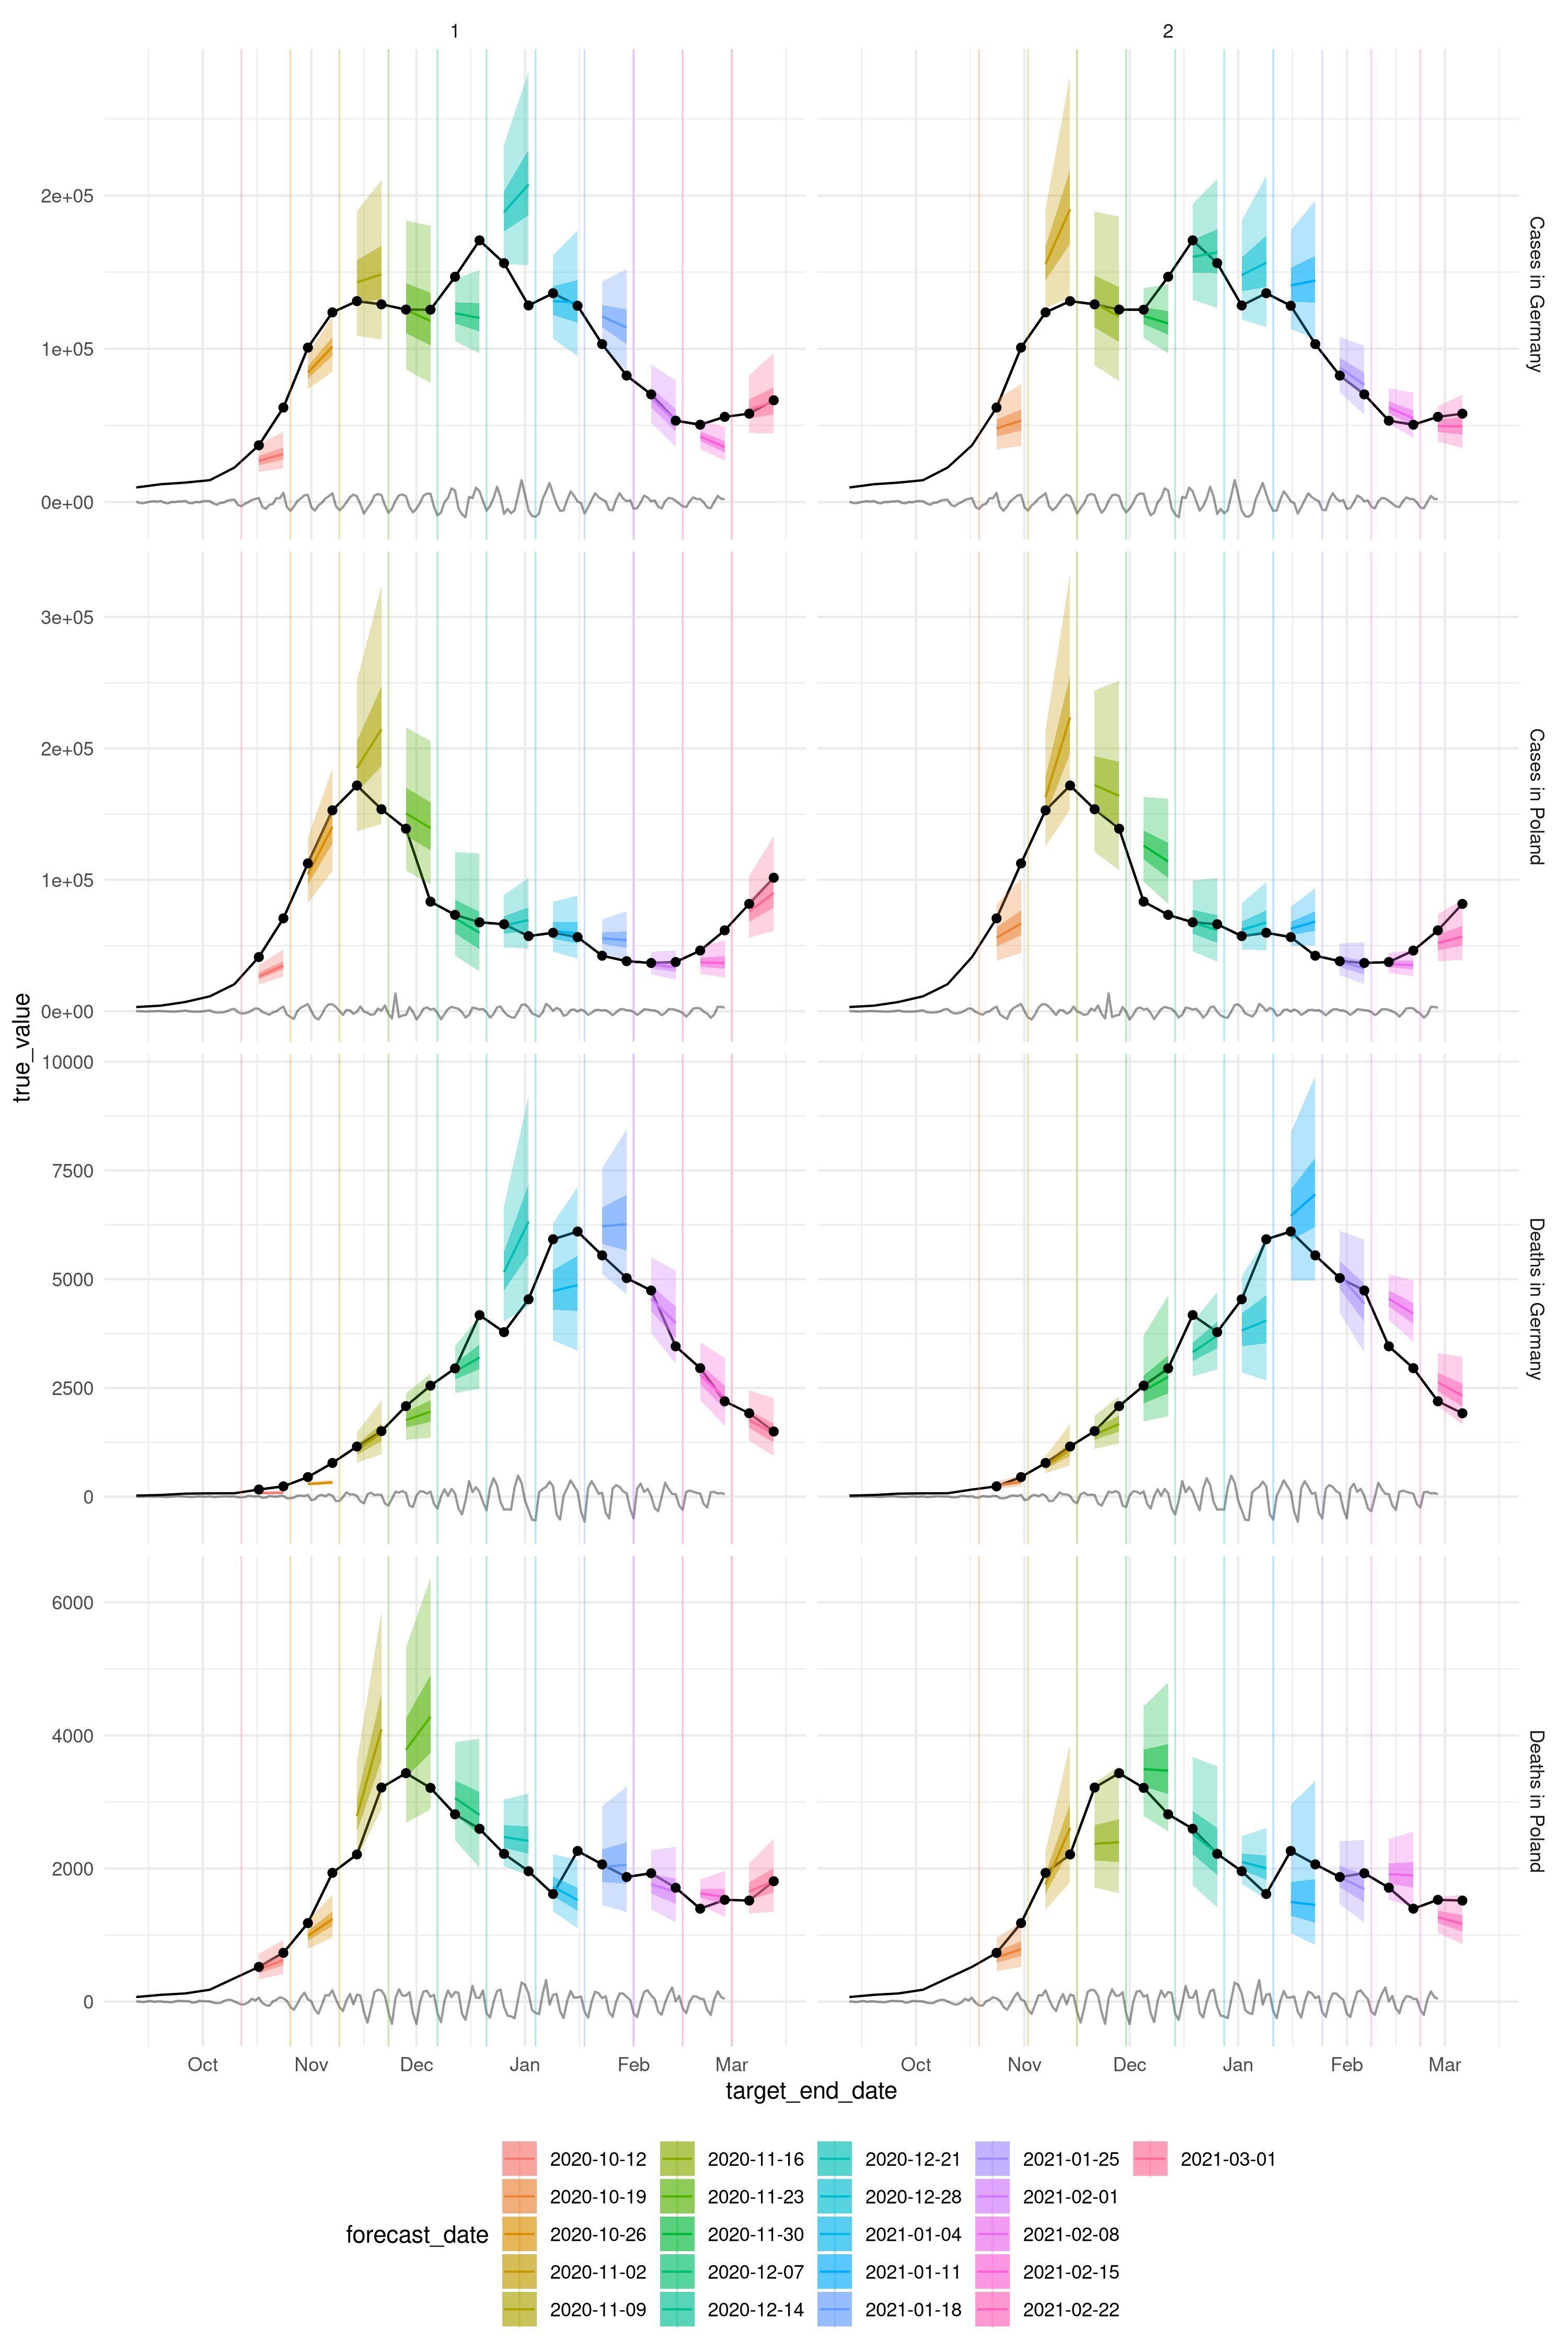 1
2
2e+05
1e+05
0e+00
Cases in Germany
3e+05
2e+05
1e+05
0e+00
Cases in Poland
true_value
10000
7500
5000
2500
0
Deaths in Germany
6000
4000
2000
0
Deaths in Poland
Oct Nov Dec Jan Feb Mar
Oct Nov Dec Jan Feb Mar
target_end_date
forecast_date
2020-10-12
2020-10-19
2020-10-26
2020-11-02
2020-11-09
2020-11-16
2020-11-23
2020-11-30
2020-12-07
2020-12-14
2020-12-21
2020-12-28
2021-01-04
2021-01-11
2021-01-18
2021-01-25
2021-02-01
2021-02-08
2021-02-15
2021-02-22
2021-03-01